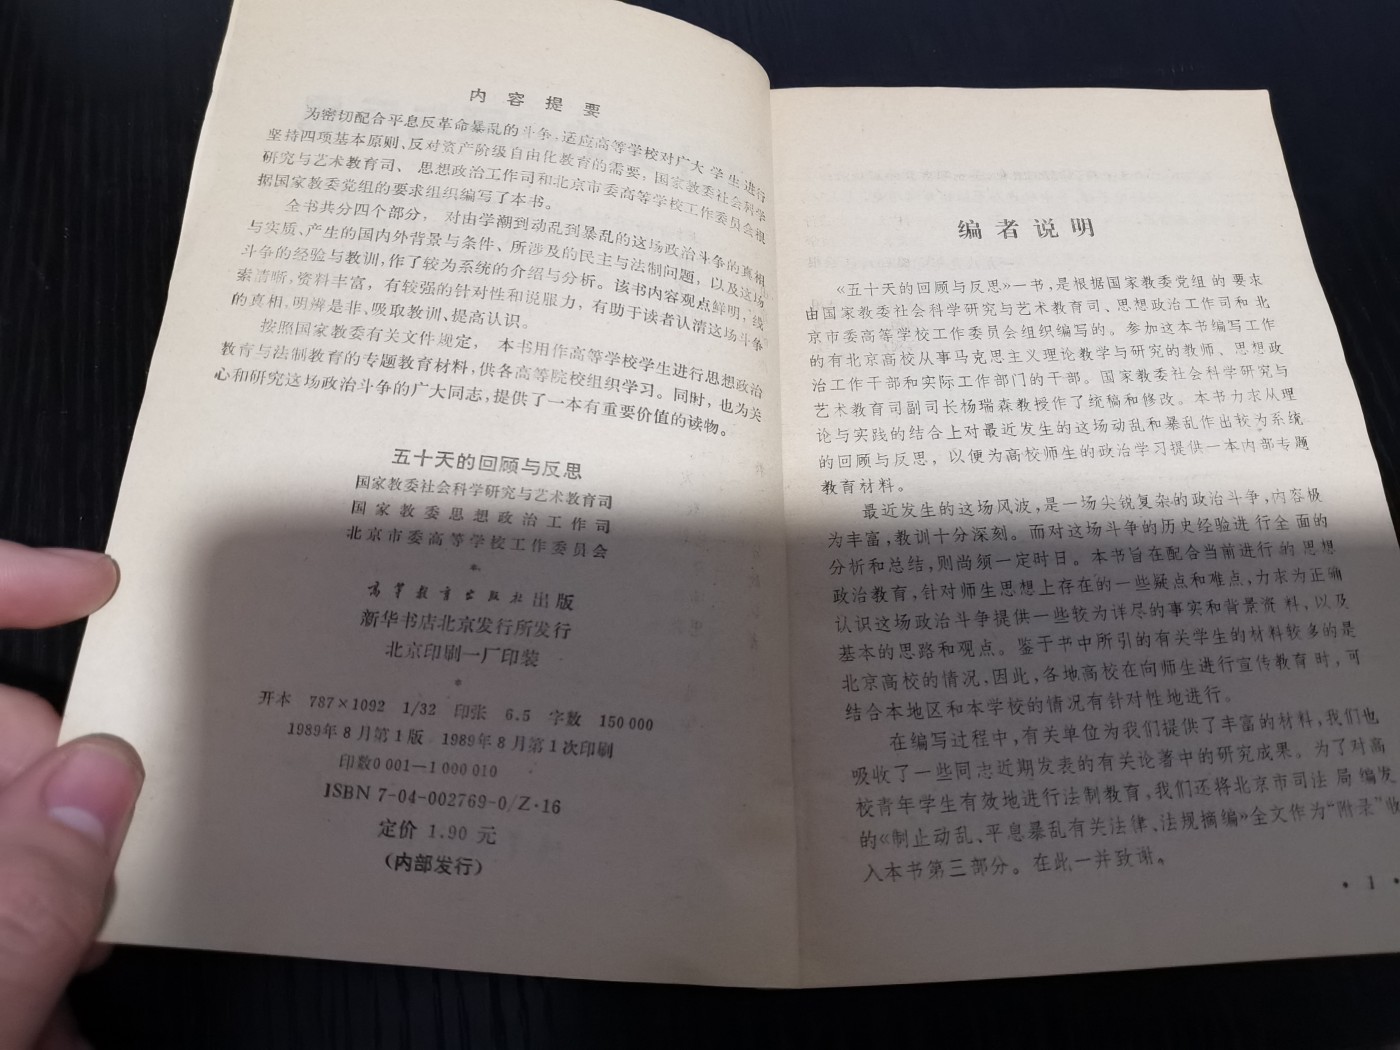 内容提要
为密切配合平息反革命暴乱的斗争,适应高等学校对广大学生进行
坚持四项基本原则、反对资产阶级自由化教育的需要,国家教委社会科学
研究与艺术教育司、思想政治工作司和北京市委高等学校工作委员会根
据国家教委党组的要求组织编写了本书。
全书共分四个部分,对由学潮到动乱到暴乱的这场政治斗争的真相
与实质、产生的国内外背景与条件、所涉及的民主与法制问题,以及这场
斗争的经验与教训,作了较为系统的介绍与分析。该书内容观点鲜明,线
索清晰,资料丰富,有较强的针对性和说服力,有助于读者认清这场斗争
的真相,明辨是非、吸取教训、提高认识。
按照国家教委有关文件规定,本书用作高等学校学生进行思想政治
教育与法制教育的专题教育材料,供各高等院校组织学习。同时,也为关
心和研究这场政治斗争的广大同志,提供了一本有重要价值的读物。
五十天的回顾与反思
国家教委社会科学研究与艺术教育司
国家教委思想政治工作司
北京市委高等学校工作委员会
*
高等教育出版社出版
新华书店北京发行所发行
北京印刷一厂印装
*
开本 787×1092 1/32 印张 6.5 字数 150 000
1989年8月第1版 1989年8月第1次印刷
印数0 001—1 000 010
ISBN 7-04-002769-0/Z·16
定价 1.90 元
(内部发行)
编者说明
《五十天的回顾与反思》一书,是根据国家教委党组的要求
由国家教委社会科学研究与艺术教育司、思想政治工作司和北
京市委高等学校工作委员会组织编写的。参加这本书编写工作
的有北京高校从事马克思主义理论教学与研究的教师、思想政
治工作干部和实际工作部门的干部。国家教委社会科学研究与
艺术教育司副司长杨瑞森教授作了统稿和修改。本书力求从理
论与实践的结合上对最近发生的这场动乱和暴乱作出较为系统
的回顾与反思,以便为高校师生的政治学习提供一本内部专题
教育材料。
最近发生的这场风波,是一场尖锐复杂的政治斗争,内容极
为丰富,教训十分深刻。而对这场斗争的历史经验进行全面的
分析和总结,则尚须一定时日。本书旨在配合当前进行的思想
政治教育,针对师生思想上存在的一些疑点和难点,力求为正确
认识这场政治斗争提供一些较为详尽的事实和背景资料,以及
基本的思路和观点。鉴于书中所引的有关学生的材料较多的是
北京高校的情况,因此,各地高校在向师生进行宣传教育时,可
结合本地区和本学校的情况有针对性地进行。
在编写过程中,有关单位为我们提供了丰富的材料,我们也
吸收了一些同志近期发表的有关论著中的研究成果。为了对高
校青年学生有效地进行法制教育,我们还将北京市司法局编发
的《制止动乱、平息暴乱有关法律、法规摘编》全文作为“附录”收
入本书第三部分。在此一并致谢。
·1·